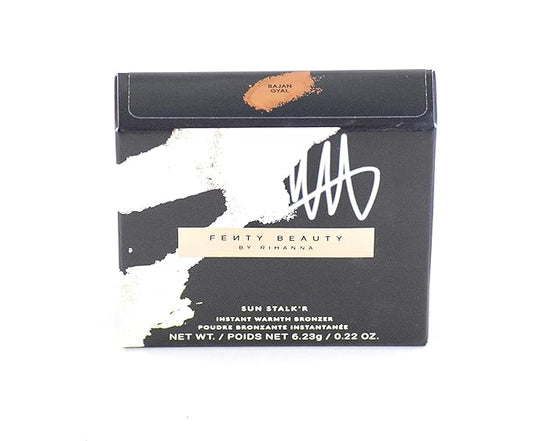 BAJAN
GYAL
FEИTY BEAUTY
BY RIHANNA
SUN STALK'R
INSTANT WARMTH BRONZER
POUDRE BRONZANTE INSTANTANÉE
NET WT. / POIDS NET 6.23g / 0.22 OZ.